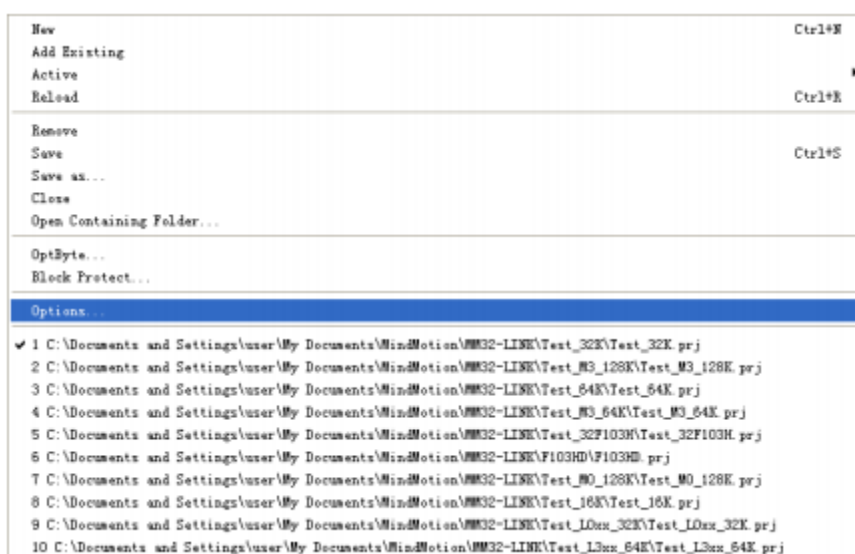 New Ctrl+N
Add Existing
Active
Reload Ctrl+R
Remove
Save Ctrl+S
Save as...
Close
Open Containing Folder...
OptByte...
Block Protect...
Options...
1 C:\Documents and Settings\user\My Documents\MindMotion\MM32-LINK\Test_32K\Test_32K.prj
2 C:\Documents and Settings\user\My Documents\MindMotion\MM32-LINK\Test_M3_128K\Test_M3_128K.prj
3 C:\Documents and Settings\user\My Documents\MindMotion\MM32-LINK\Test_64K\Test_64K.prj
4 C:\Documents and Settings\user\My Documents\MindMotion\MM32-LINK\Test_M3_64K\Test_M3_64K.prj
5 C:\Documents and Settings\user\My Documents\MindMotion\MM32-LINK\Test_32F103M\Test_32F103M.prj
6 C:\Documents and Settings\user\My Documents\MindMotion\MM32-LINK\F103HD\F103HD.prj
7 C:\Documents and Settings\user\My Documents\MindMotion\MM32-LINK\Test_M0_128K\Test_M0_128K.prj
8 C:\Documents and Settings\user\My Documents\MindMotion\MM32-LINK\Test_16K\Test_16K.prj
9 C:\Documents and Settings\user\My Documents\MindMotion\MM32-LINK\Test_L0xx_32K\Test_L0xx_32K.prj
10 C:\Documents and Settings\user\My Documents\MindMotion\MM32-LINK\Test_L3xx_64K\Test_L3xx_64K.prj